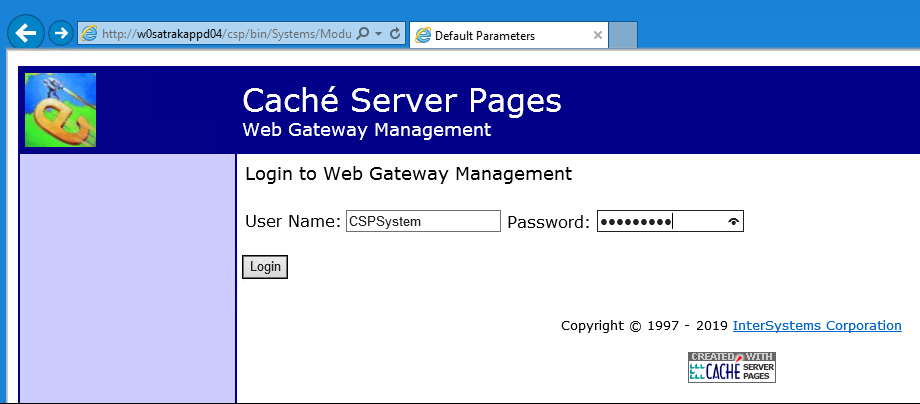 http://w0satrakappd04/csp/bin/Systems/Modu
Default Parameters
Caché Server Pages
Web Gateway Management
Login to Web Gateway Management
User Name: CSPSystem Password: •••••••••
Login
Copyright © 1997 - 2019 InterSystems Corporation
CREATED WITH
CACHÉ SERVER PAGES